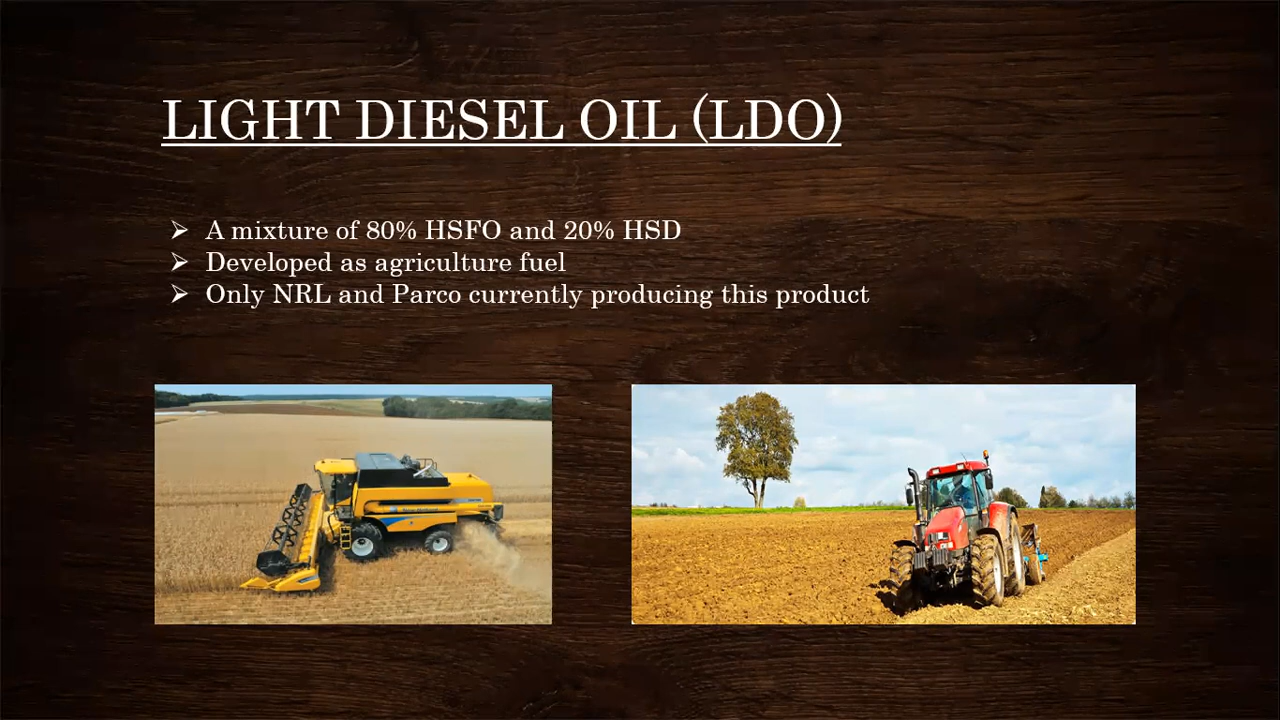 LIGHT DIESEL OIL (LDO)
➢ A mixture of 80% HSFO and 20% HSD
➢ Developed as agriculture fuel
➢ Only NRL and Parco currently producing this product